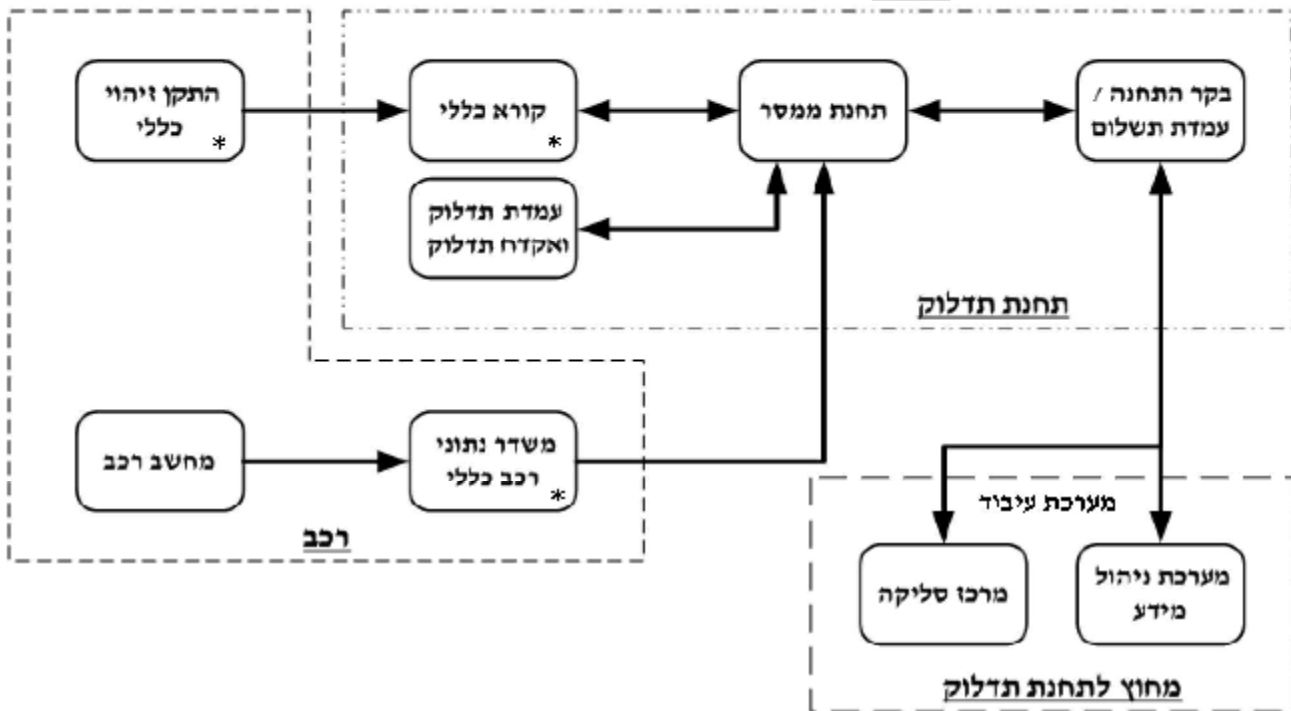 התקן זיהוי
כללי
*
קורא כללי
*
תחנת ממסר
בקר התחנה /
עמדת תשלום
עמדת תדלוק
ואקדח תדלוק
תחנת תדלוק
מחשב רכב
משדר נתוני
רכב כללי
*
רכב
מערכת עיבוד
מרכז סליקה
מערכת ניהול
מידע
מחוץ לתחנת תדלוק